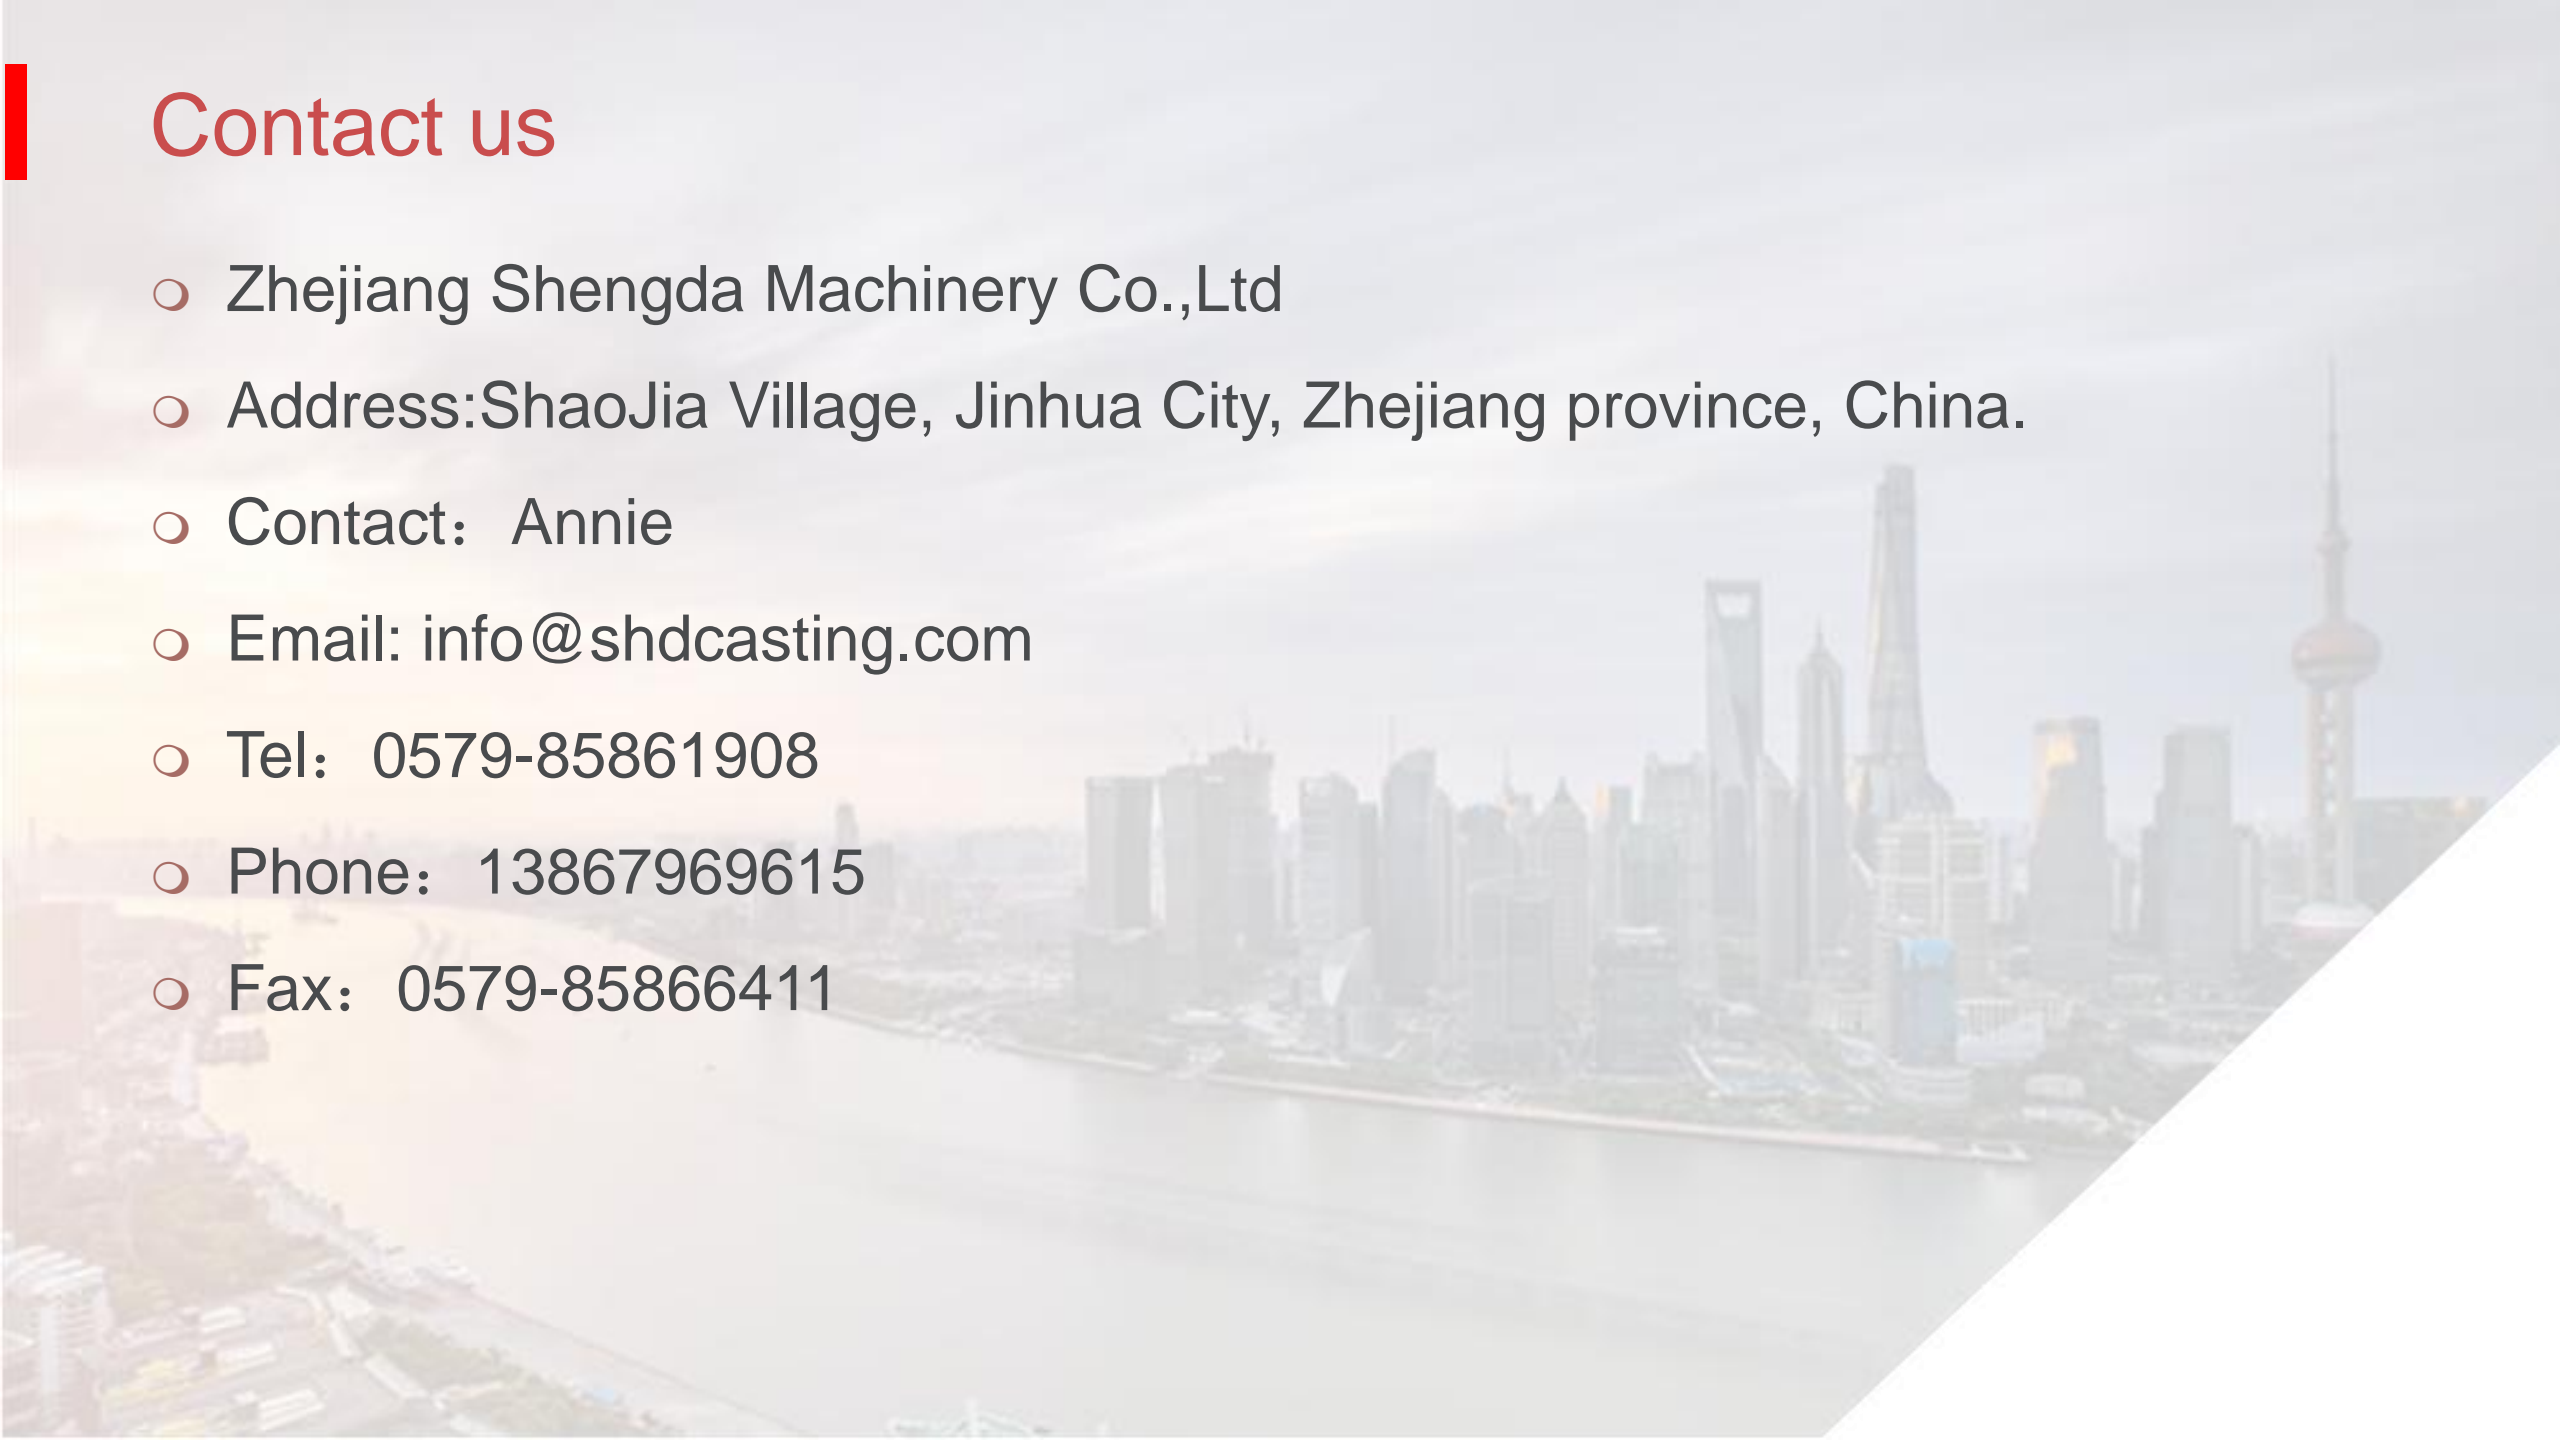 Contact us
Zhejiang Shengda Machinery Co.,Ltd
Address:ShaoJia Village, Jinhua City, Zhejiang province, China.
Contact：Annie
Email: info@shdcasting.com
Tel：0579-85861908
Phone：13867969615
Fax：0579-85866411